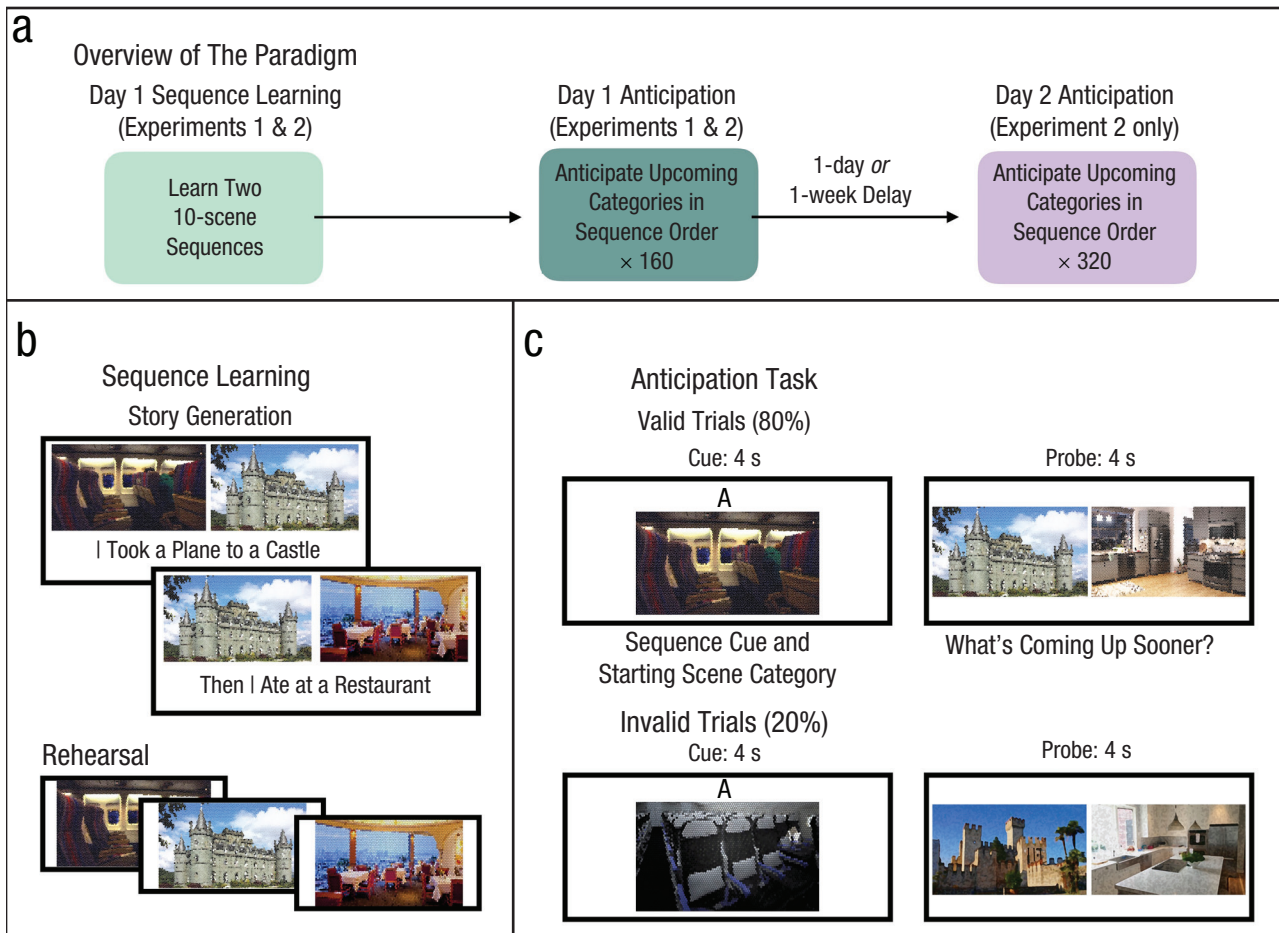 a
Overview of The Paradigm
Day 1 Sequence Learning
(Experiments 1 & 2)
Learn Two
10-scene
Sequences
Day 1 Anticipation
(Experiments 1 & 2)
Anticipate Upcoming
Categories in
Sequence Order
× 160
1-day or
1-week Delay
Day 2 Anticipation
(Experiment 2 only)
Anticipate Upcoming
Categories in
Sequence Order
× 320
b
Sequence Learning
Story Generation
I Took a Plane to a Castle
Then I Ate at a Restaurant
Rehearsal
c
Anticipation Task
Valid Trials (80%)
Cue: 4 s
A
Sequence Cue and
Starting Scene Category
Probe: 4 s
What's Coming Up Sooner?
Invalid Trials (20%)
Cue: 4 s
A
Probe: 4 s